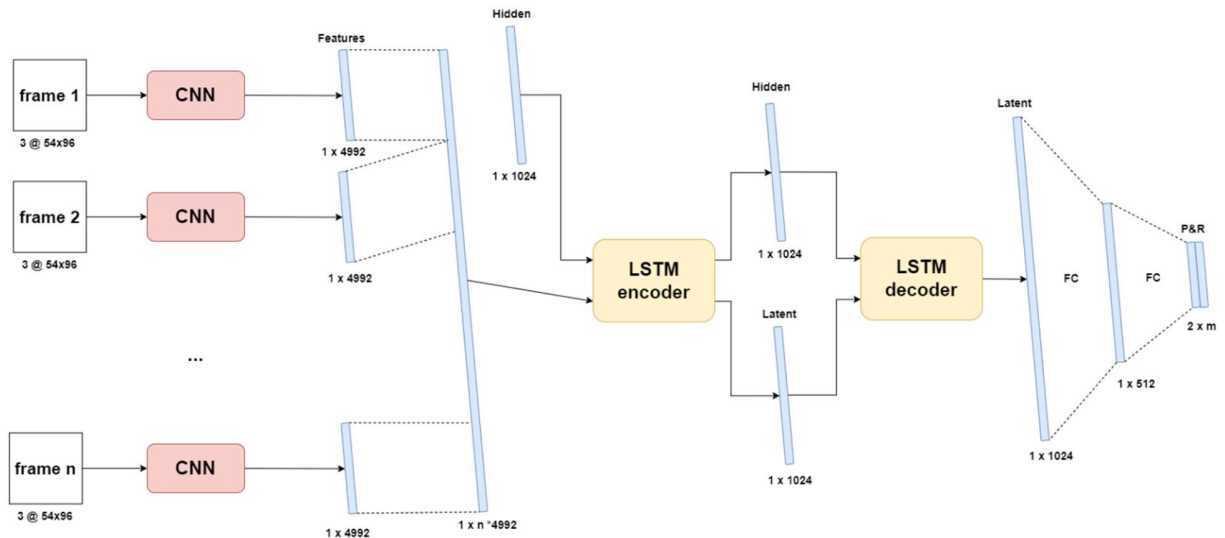 Hidden
Features
frame 1
CNN
3 @ 54x96
1 x 4992
1 x 1024
frame 2
CNN
3 @ 54x96
1 x 4992
LSTM
encoder
Hidden
1 x 1024
Latent
1 x 1024
LSTM
decoder
Latent
FC
FC
P&R
2 x m
1 x 512
1 x 1024
...
frame n
CNN
3 @ 54x96
1 x 4992
1 x n *4992